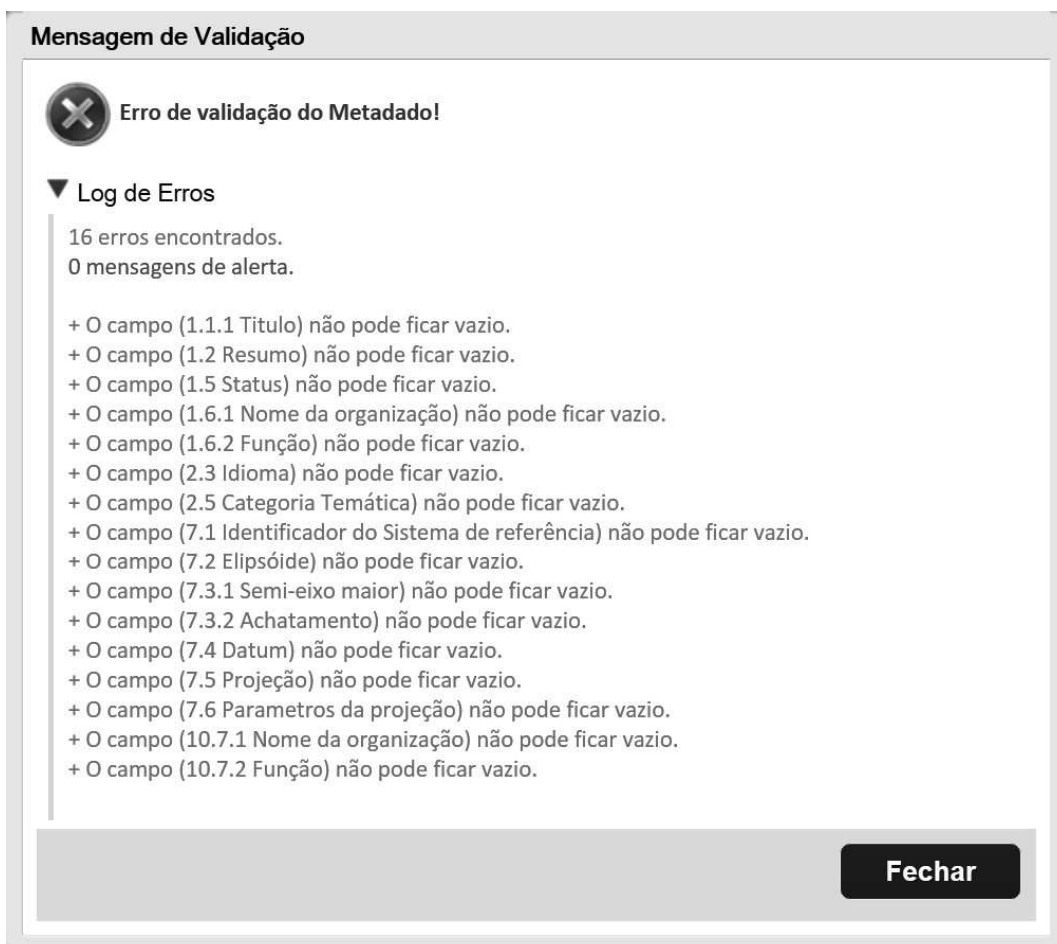 Mensagem de Validação
Erro de validação do Metadado!
Log de Erros
16 erros encontrados.
0 mensagens de alerta.
+ O campo (1.1.1 Titulo) não pode ficar vazio.
+ O campo (1.2 Resumo) não pode ficar vazio.
+ O campo (1.5 Status) não pode ficar vazio.
+ O campo (1.6.1 Nome da organização) não pode ficar vazio.
+ O campo (1.6.2 Função) não pode ficar vazio.
+ O campo (2.3 Idioma) não pode ficar vazio.
+ O campo (2.5 Categoria Temática) não pode ficar vazio.
+ O campo (7.1 Identificador do Sistema de referência) não pode ficar vazio.
+ O campo (7.2 Elipsóide) não pode ficar vazio.
+ O campo (7.3.1 Semi-eixo maior) não pode ficar vazio.
+ O campo (7.3.2 Achatamento) não pode ficar vazio.
+ O campo (7.4 Datum) não pode ficar vazio.
+ O campo (7.5 Projeção) não pode ficar vazio.
+ O campo (7.6 Parametros da projeção) não pode ficar vazio.
+ O campo (10.7.1 Nome da organização) não pode ficar vazio.
+ O campo (10.7.2 Função) não pode ficar vazio.
Fechar